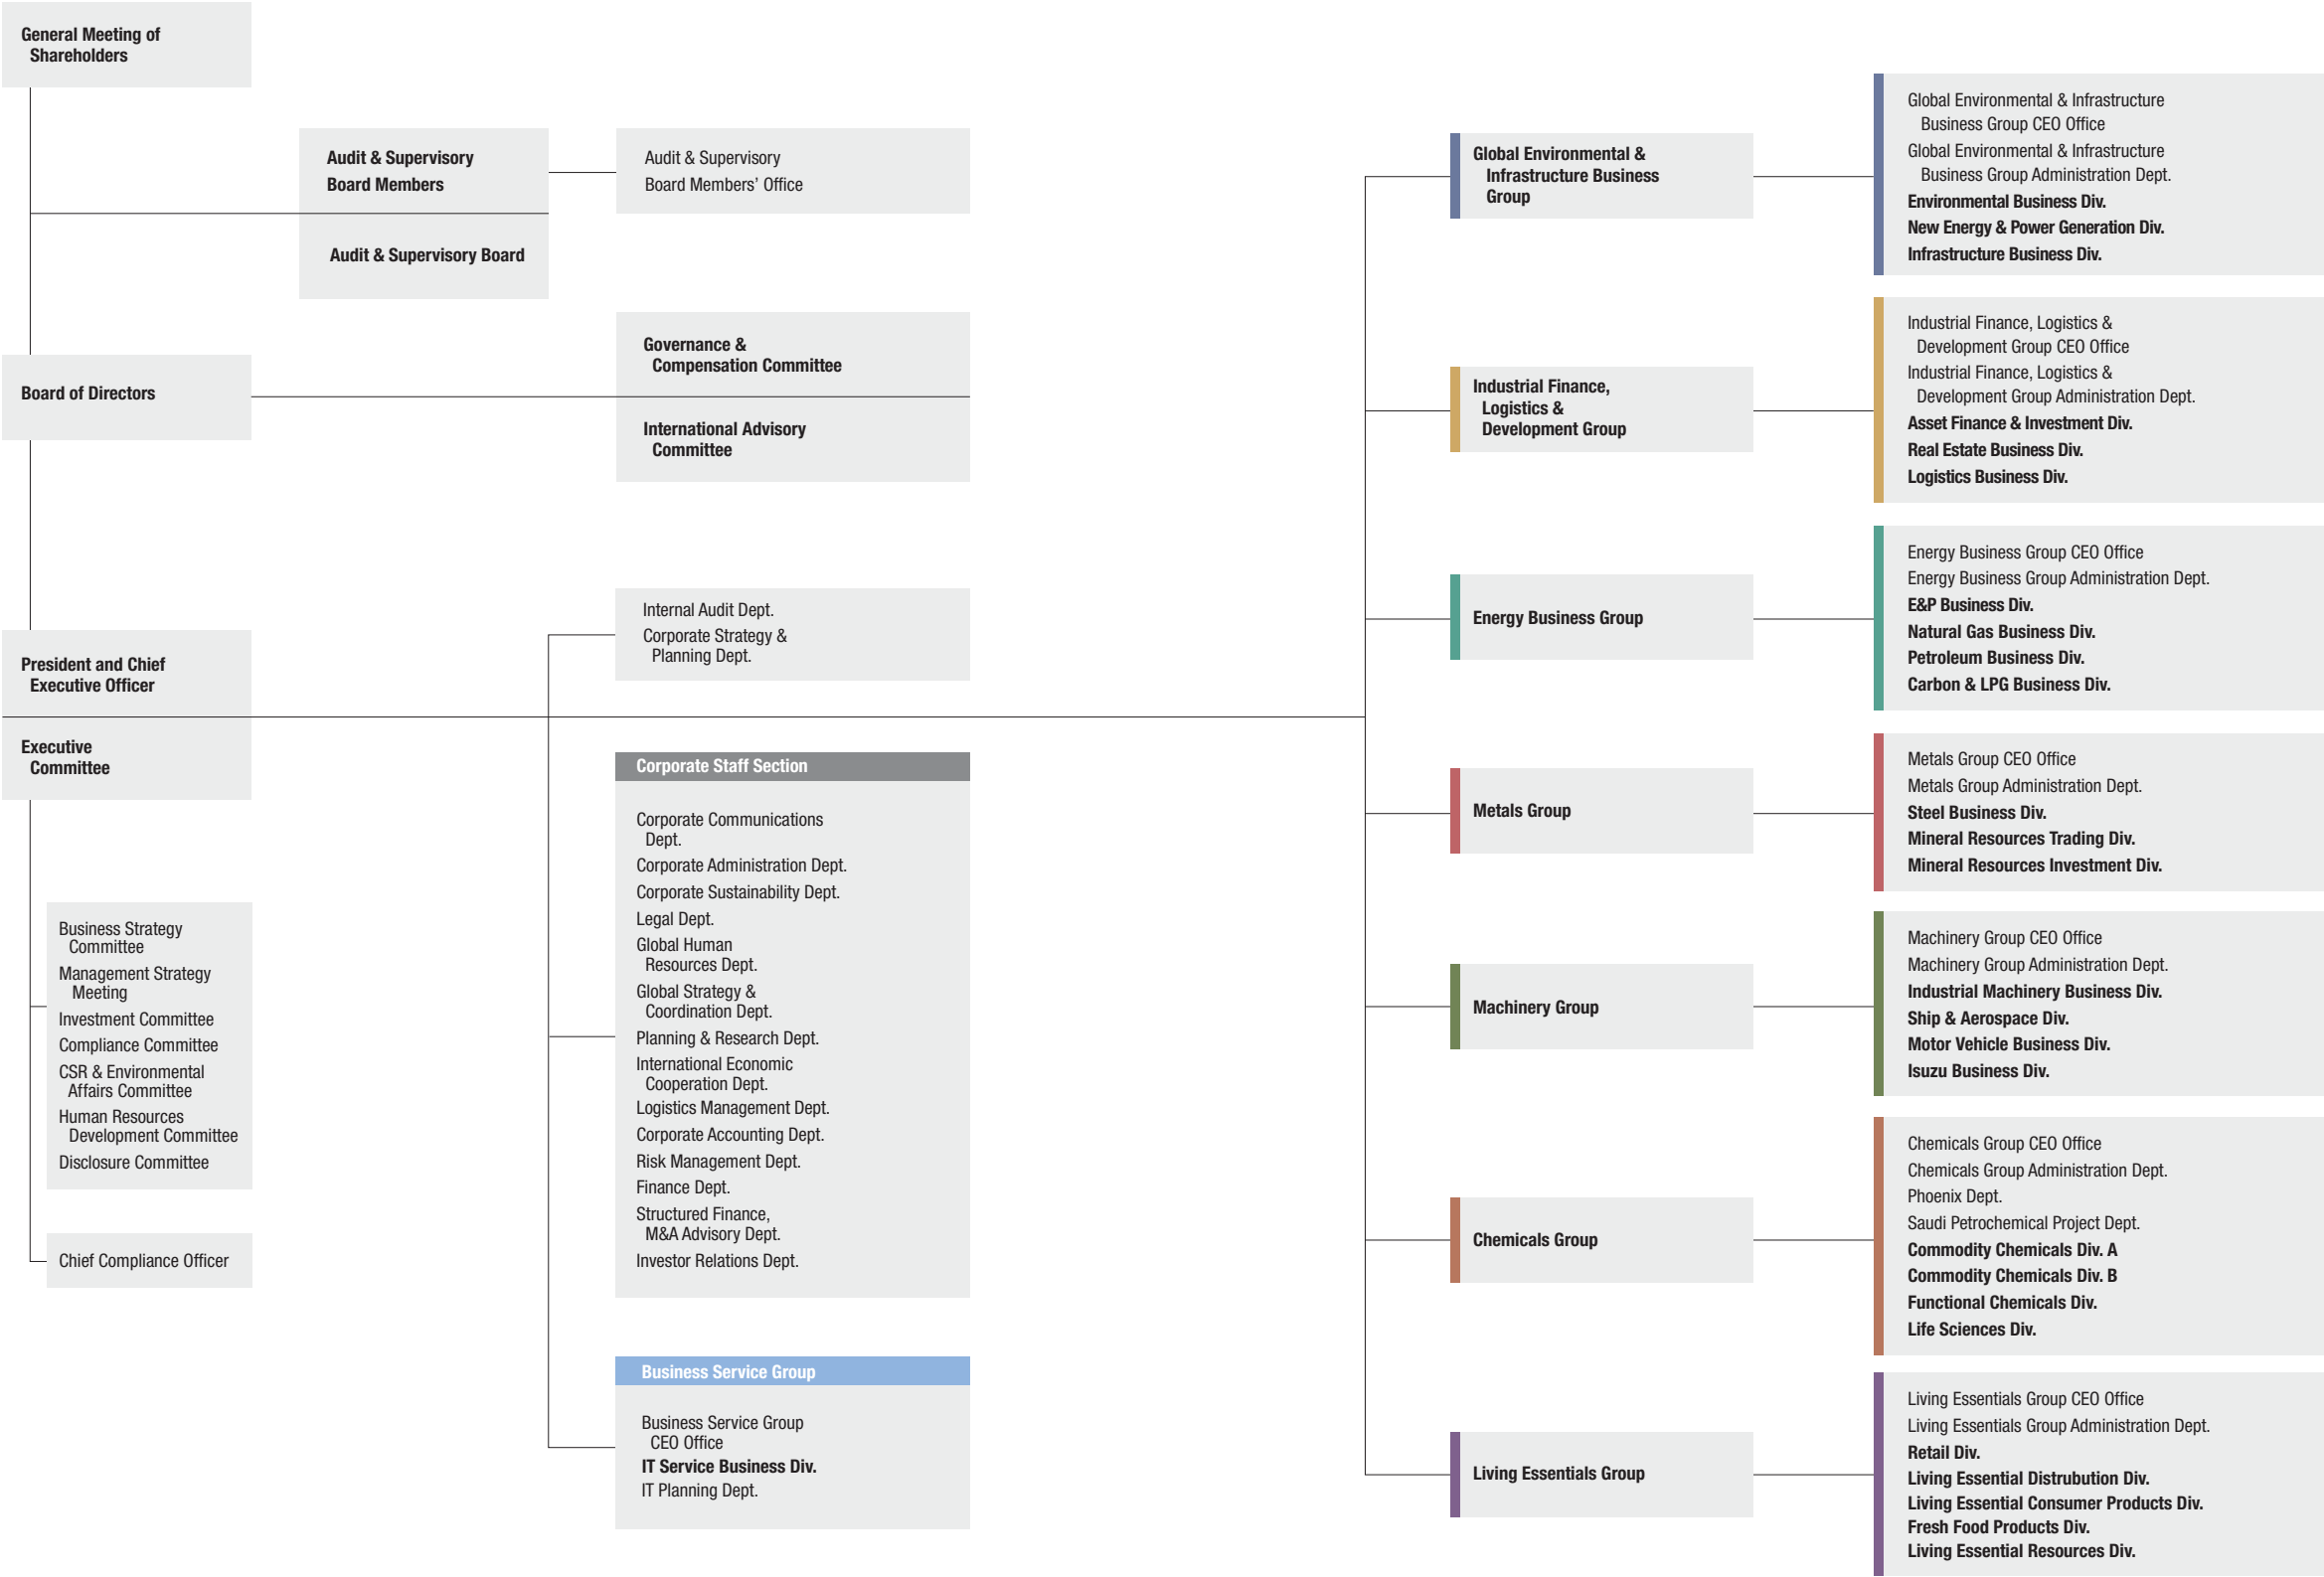 General Meeting of
Shareholders
Audit & Supervisory
Board Members
Audit & Supervisory Board
Audit & Supervisory
Board Members’ Office
Board of Directors
Governance &
Compensation Committee
International Advisory
Committee
President and Chief
Executive Officer
Executive
Committee
Business Strategy
Committee
Management Strategy
Meeting
Investment Committee
Compliance Committee
CSR & Environmental
Affairs Committee
Human Resources
Development Committee
Disclosure Committee
Chief Compliance Officer
Internal Audit Dept.
Corporate Strategy &
Planning Dept.
Corporate Staff Section
Corporate Communications
Dept.
Corporate Administration Dept.
Corporate Sustainability Dept.
Legal Dept.
Global Human
Resources Dept.
Global Strategy &
Coordination Dept.
Planning & Research Dept.
International Economic
Cooperation Dept.
Logistics Management Dept.
Corporate Accounting Dept.
Risk Management Dept.
Finance Dept.
Structured Finance,
M&A Advisory Dept.
Investor Relations Dept.
Business Service Group
Business Service Group
CEO Office
IT Service Business Div.
IT Planning Dept.
Global Environmental &
Infrastructure Business
Group
Global Environmental & Infrastructure
Business Group CEO Office
Global Environmental & Infrastructure
Business Group Administration Dept.
Environmental Business Div.
New Energy & Power Generation Div.
Infrastructure Business Div.
Industrial Finance,
Logistics &
Development Group
Industrial Finance, Logistics &
Development Group CEO Office
Industrial Finance, Logistics &
Development Group Administration Dept.
Asset Finance & Investment Div.
Real Estate Business Div.
Logistics Business Div.
Energy Business Group
Energy Business Group CEO Office
Energy Business Group Administration Dept.
E&P Business Div.
Natural Gas Business Div.
Petroleum Business Div.
Carbon & LPG Business Div.
Metals Group
Metals Group CEO Office
Metals Group Administration Dept.
Steel Business Div.
Mineral Resources Trading Div.
Mineral Resources Investment Div.
Machinery Group
Machinery Group CEO Office
Machinery Group Administration Dept.
Industrial Machinery Business Div.
Ship & Aerospace Div.
Motor Vehicle Business Div.
Isuzu Business Div.
Chemicals Group
Chemicals Group CEO Office
Chemicals Group Administration Dept.
Phoenix Dept.
Saudi Petrochemical Project Dept.
Commodity Chemicals Div. A
Commodity Chemicals Div. B
Functional Chemicals Div.
Life Sciences Div.
Living Essentials Group
Living Essentials Group CEO Office
Living Essentials Group Administration Dept.
Retail Div.
Living Essential Distrubution Div.
Living Essential Consumer Products Div.
Fresh Food Products Div.
Living Essential Resources Div.